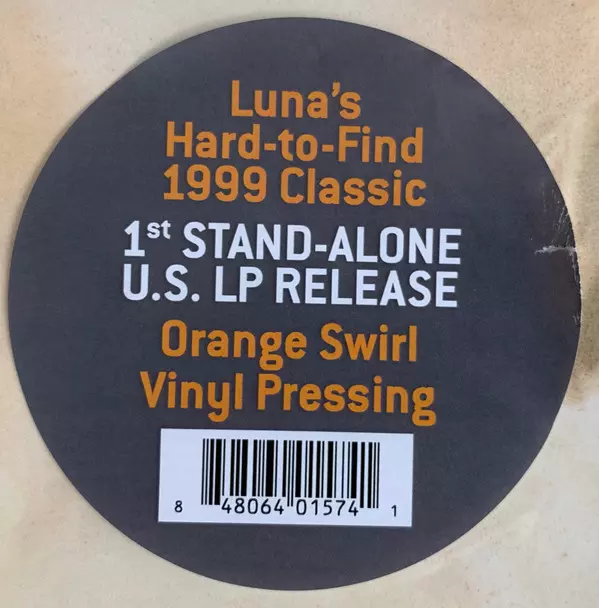 Luna's
Hard-to-Find
1999 Classic
1st STAND-ALONE
U.S. LP RELEASE
Orange Swirl
Vinyl Pressing
8 48064 01574 1